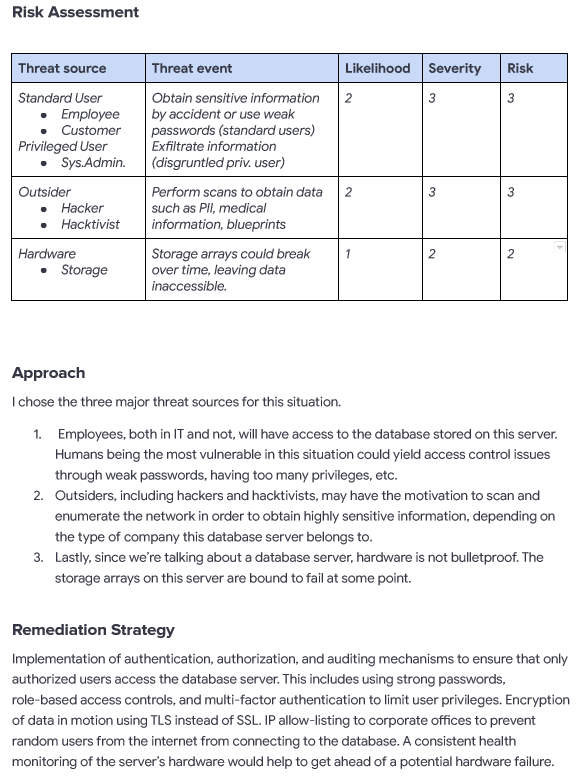 Risk Assessment
Threat source Threat event Likelihood Severity Risk
Standard User
● Employee
● Customer
Privileged User
● Sys.Admin.
Obtain sensitive information
by accident or use weak
passwords (standard users)
Exfiltrate information
(disgruntled priv. user)
2 3 3
Outsider
● Hacker
● Hacktivist
Perform scans to obtain data
such as PII, medical
information, blueprints
2 3 3
Hardware
● Storage
Storage arrays could break
over time, leaving data
inaccessible.
1 2 2
Approach
I chose the three major threat sources for this situation.
1. Employees, both in IT and not, will have access to the database stored on this server.
Humans being the most vulnerable in this situation could yield access control issues
through weak passwords, having too many privileges, etc.
2. Outsiders, including hackers and hacktivists, may have the motivation to scan and
enumerate the network in order to obtain highly sensitive information, depending on
the type of company this database server belongs to.
3. Lastly, since we're talking about a database server, hardware is not bulletproof. The
storage arrays on this server are bound to fail at some point.
Remediation Strategy
Implementation of authentication, authorization, and auditing mechanisms to ensure that only
authorized users access the database server. This includes using strong passwords,
role-based access controls, and multi-factor authentication to limit user privileges. Encryption
of data in motion using TLS instead of SSL. IP allow-listing to corporate offices to prevent
random users from the internet from connecting to the database. A consistent health
monitoring of the server's hardware would help to get ahead of a potential hardware failure.